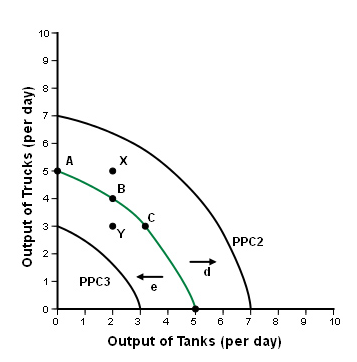 Output of Trucks (per day)
10
9
8
7
6
5
4
3
2
1
0
A
X
B
C
Y
PPC2
d
PPC3
e
0 1 2 3 4 5 6 7 8 9 10
Output of Tanks (per day)